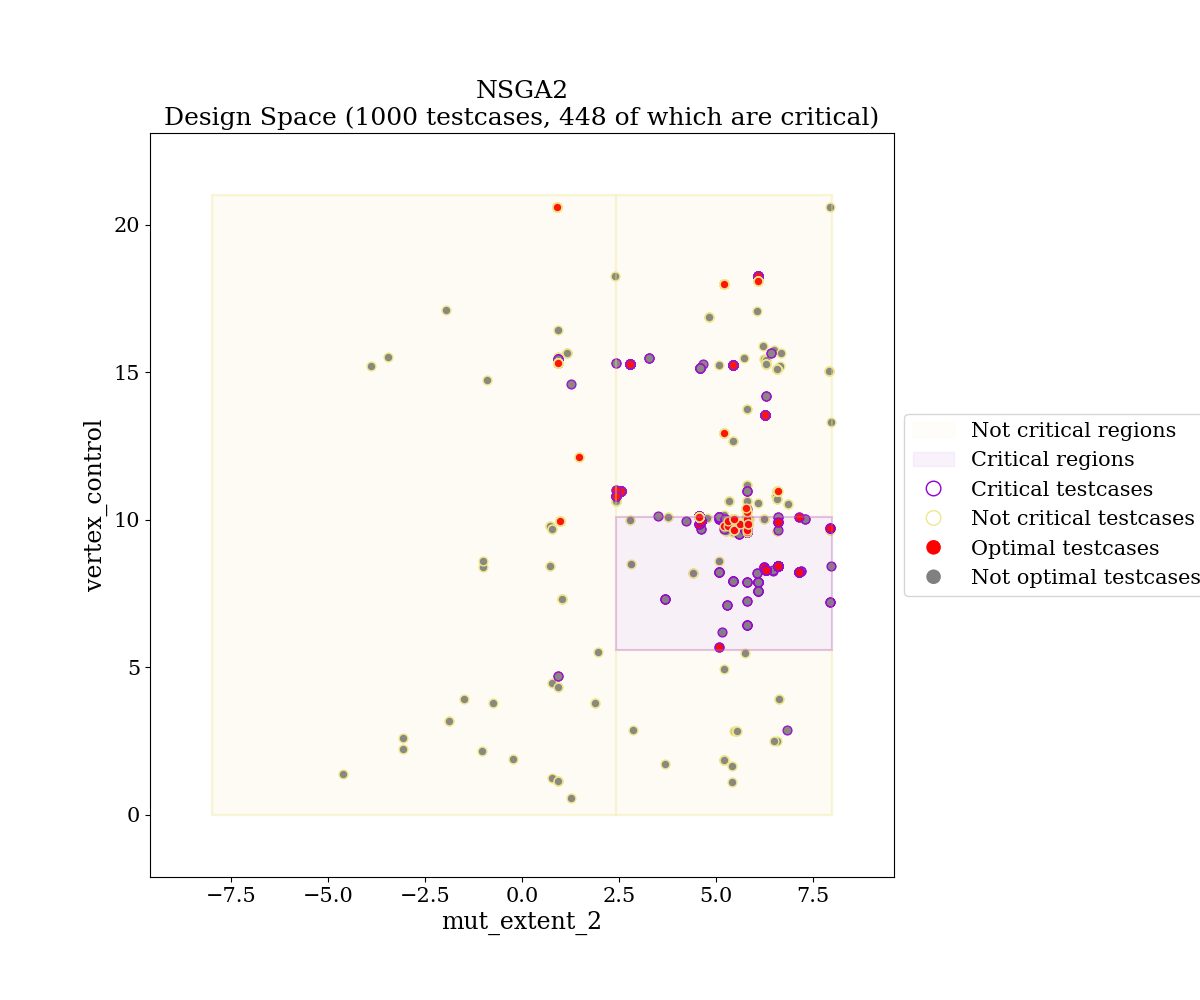 NSGA2
Design Space (1000 testcases, 448 of which are critical)
20
15
10
5
0
vertex_control
−7.5 −5.0 −2.5 0.0 2.5 5.0 7.5
mut_extent_2
Not critical regions
Critical regions
Critical testcases
Not critical testcases
Optimal testcases
Not optimal testcases